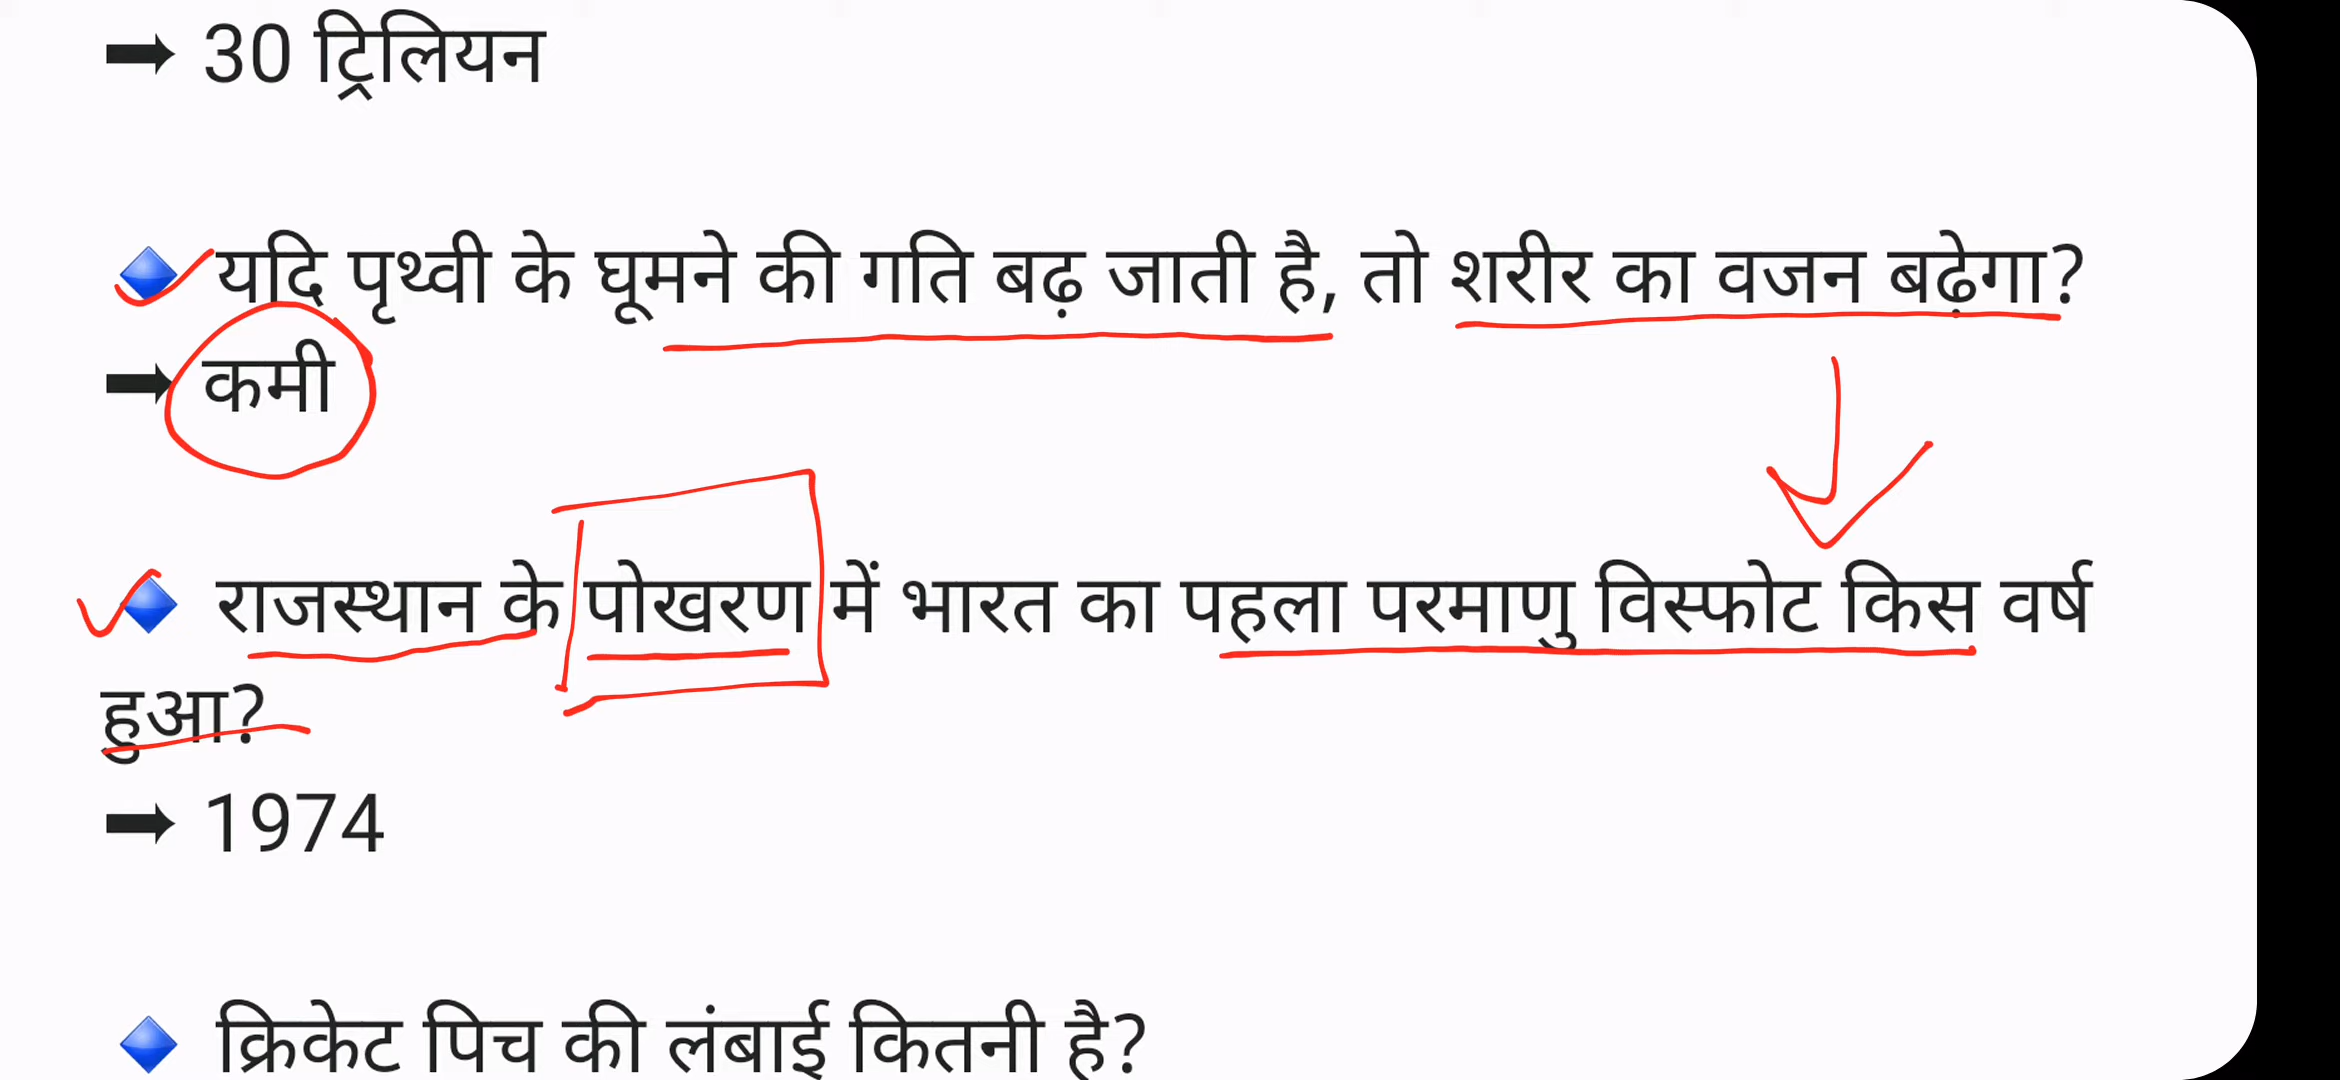 ➡ 30 ट्रिलियन
🔷 यदि पृथ्वी के घूमने की गति बढ़ जाती है, तो शरीर का वजन बढ़ेगा?
➡ कमी
🔷 राजस्थान के पोखरण में भारत का पहला परमाणु विस्फोट किस वर्ष
हुआ?
➡ 1974
🔷 क्रिकेट पिच की लंबाई कितनी है?